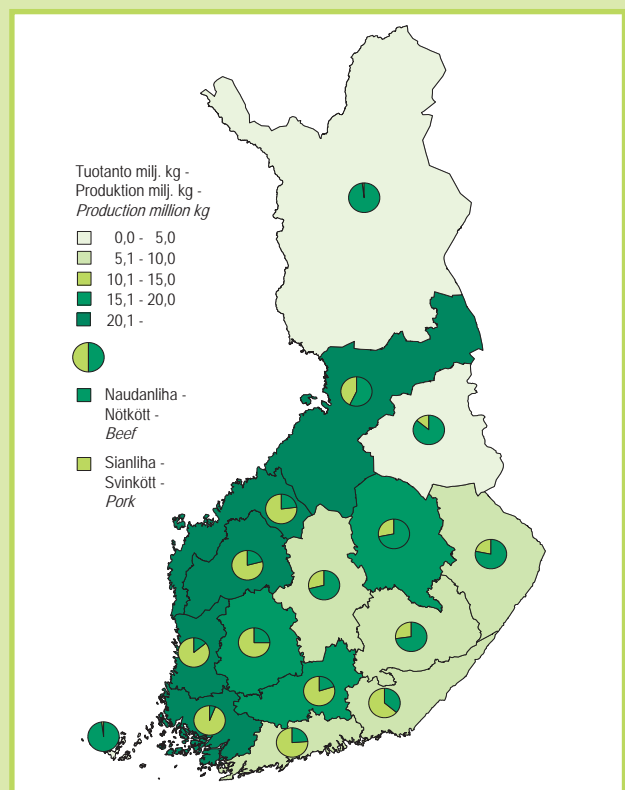 Tuotanto milj. kg -
Produktion milj. kg -
Production million kg
0,0 - 5,0
5,1 - 10,0
10,1 - 15,0
15,1 - 20,0
20,1 -
Naudanliha -
Nötkött -
Beef
Sianliha -
Svinkött -
Pork